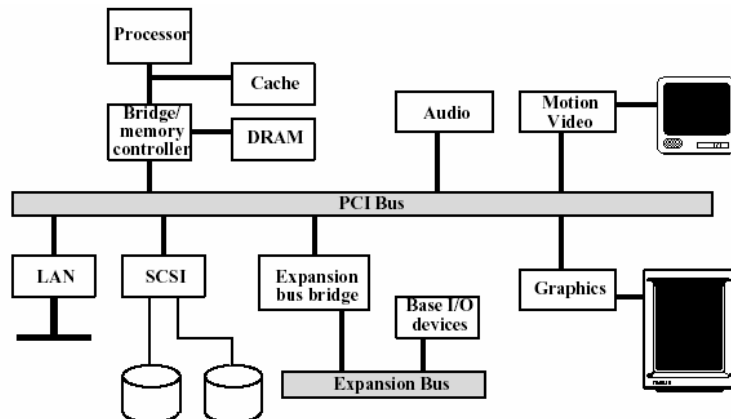 Processor
Cache
Bridge/
memory
controller
DRAM
Audio
Motion
Video
PCI Bus
LAN
SCSI
Expansion
bus bridge
Base I/O
devices
Graphics
Expansion Bus